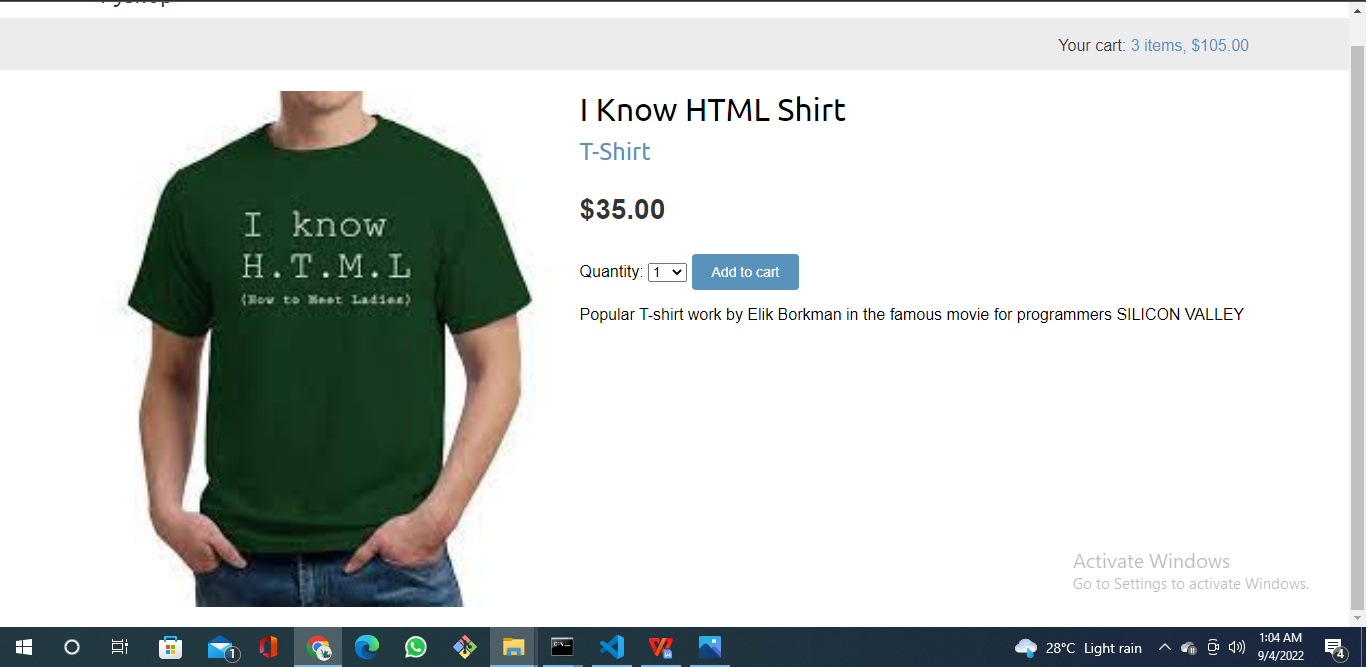 Your cart: 3 items, $105.00
I Know HTML Shirt
T-Shirt
$35.00
Quantity: 1 Add to cart
Popular T-shirt work by Elik Borkman in the famous movie for programmers SILICON VALLEY
I know
H.T.M.L
(How to Meet Ladies)
Activate Windows
Go to Settings to activate Windows.
1
28°C Light rain
1:04 AM
9/4/2022
4